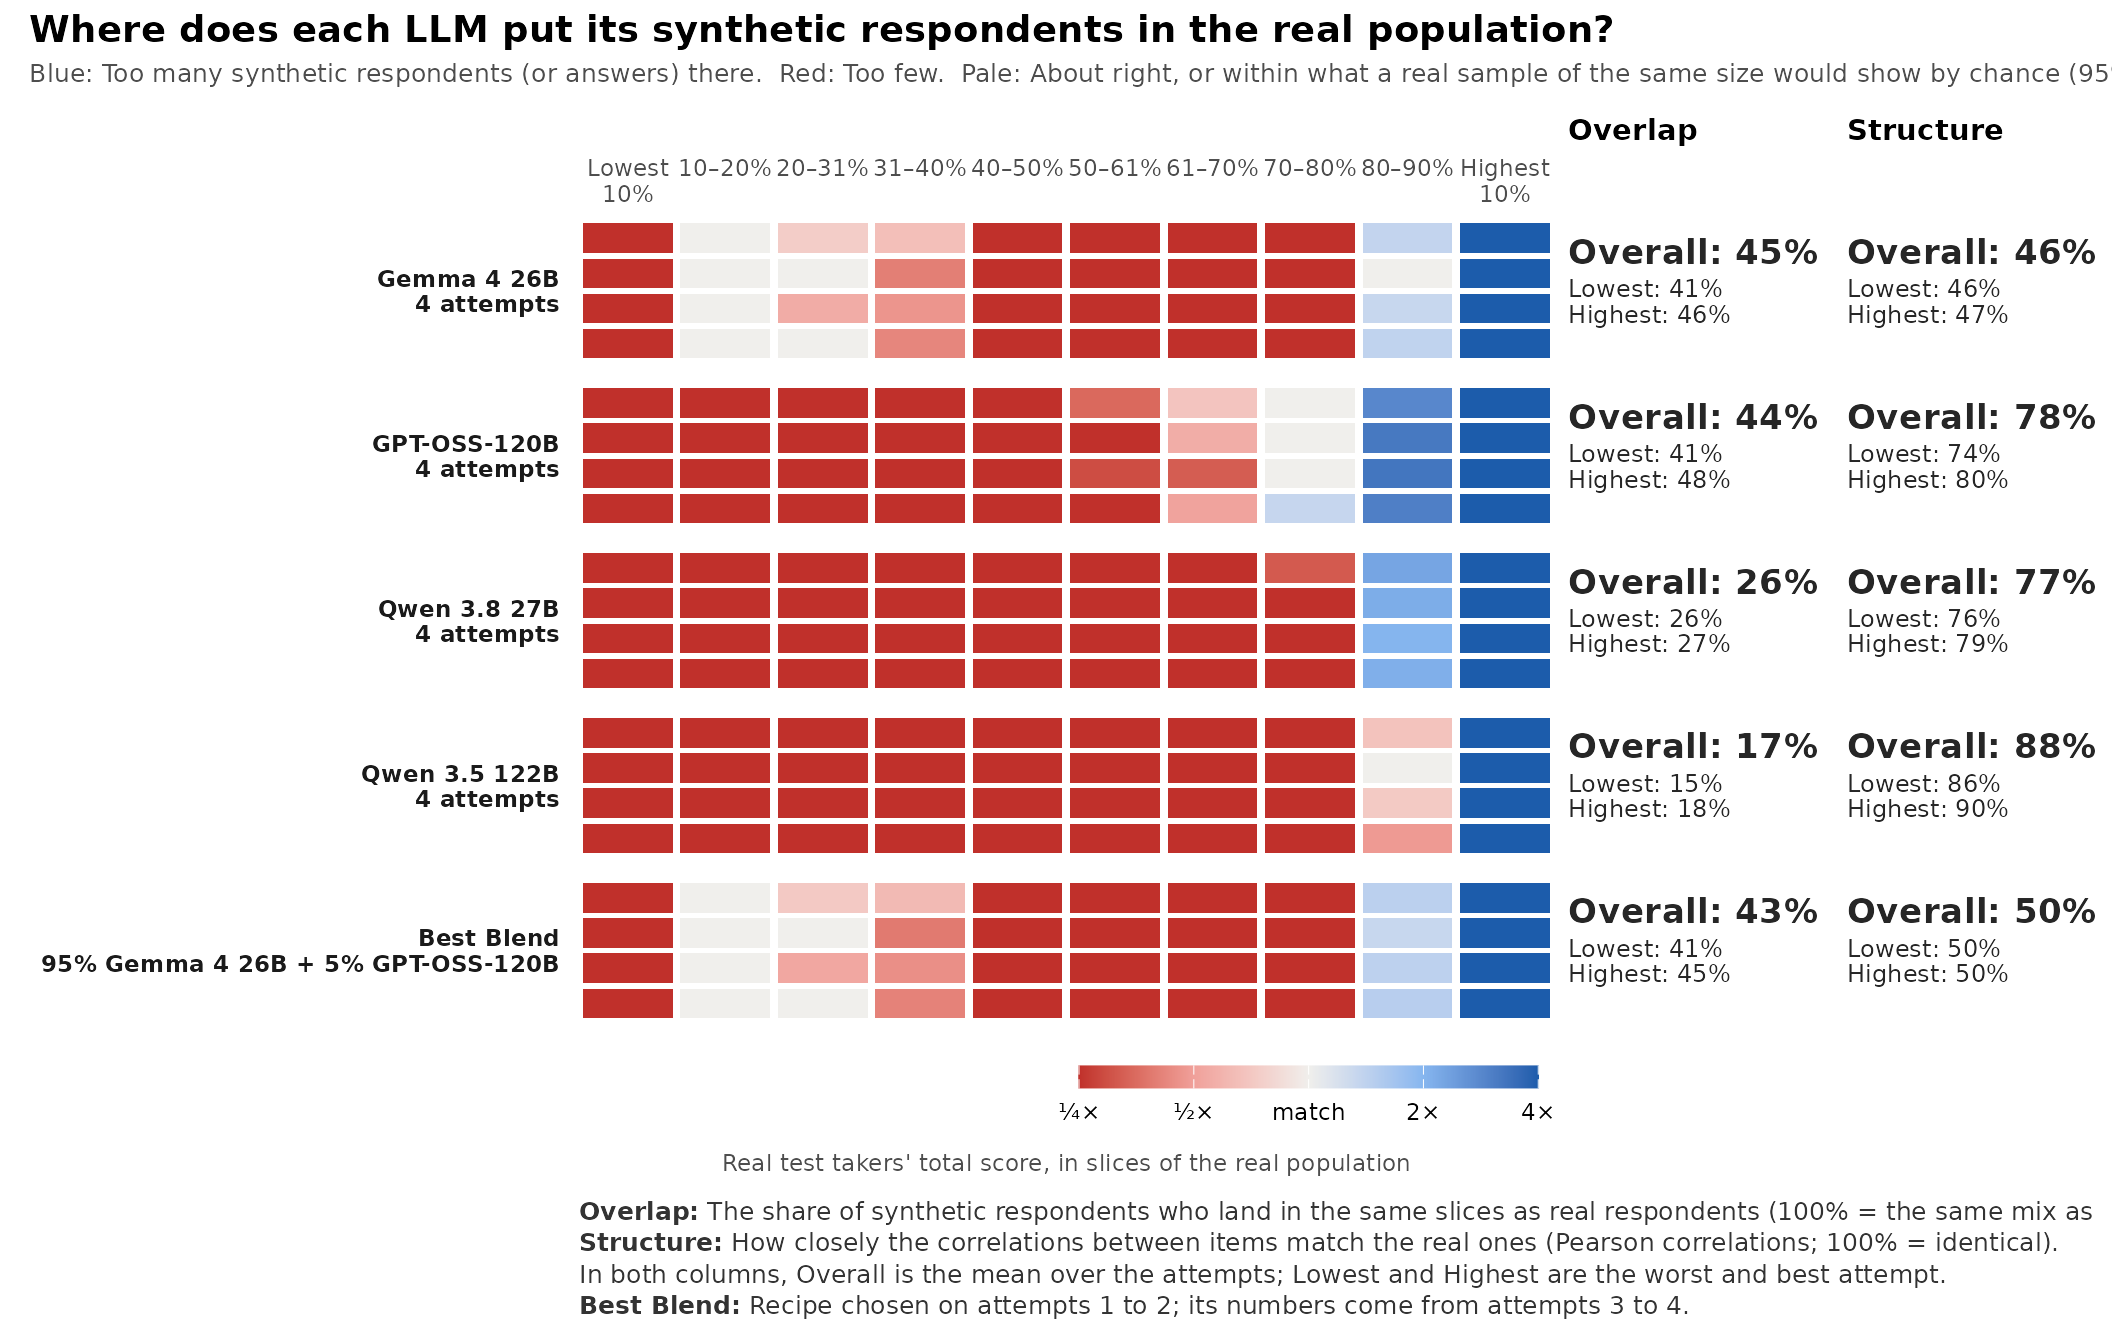 Where does each LLM put its synthetic respondents in the real population?
Blue: Too many synthetic respondents (or answers) there.  Red: Too few.  Pale: About right, or within what a real sample of the same size would show by chance (95
Overlap Structure
Lowest 10% 10–20% 20–31% 31–40% 40–50% 50–61% 61–70% 70–80% 80–90% Highest 10%
Gemma 4 26B
4 attempts
Overall: 45%
Lowest: 41%
Highest: 46%
Overall: 46%
Lowest: 46%
Highest: 47%
GPT-OSS-120B
4 attempts
Overall: 44%
Lowest: 41%
Highest: 48%
Overall: 78%
Lowest: 74%
Highest: 80%
Qwen 3.8 27B
4 attempts
Overall: 26%
Lowest: 26%
Highest: 27%
Overall: 77%
Lowest: 76%
Highest: 79%
Qwen 3.5 122B
4 attempts
Overall: 17%
Lowest: 15%
Highest: 18%
Overall: 88%
Lowest: 86%
Highest: 90%
Best Blend
95% Gemma 4 26B + 5% GPT-OSS-120B
Overall: 43%
Lowest: 41%
Highest: 45%
Overall: 50%
Lowest: 50%
Highest: 50%
¼× ½× match 2× 4×
Real test takers' total score, in slices of the real population
Overlap: The share of synthetic respondents who land in the same slices as real respondents (100% = the same mix as
Structure: How closely the correlations between items match the real ones (Pearson correlations; 100% = identical).
In both columns, Overall is the mean over the attempts; Lowest and Highest are the worst and best attempt.
Best Blend: Recipe chosen on attempts 1 to 2; its numbers come from attempts 3 to 4.